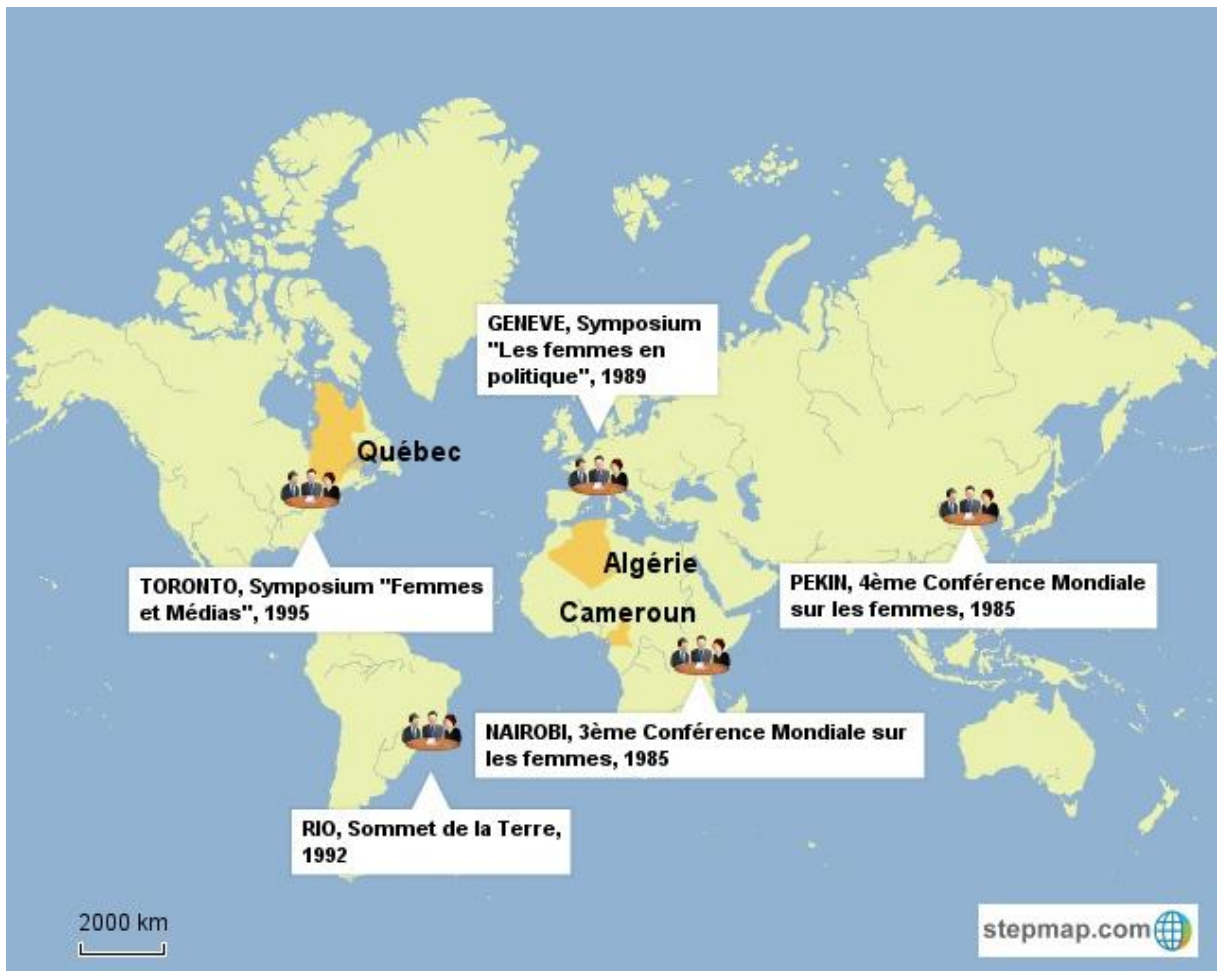 GENEVE, Symposium
"Les femmes en
politique", 1989
Québec
Algérie
TORONTO, Symposium "Femmes
et Médias", 1995
PEKIN, 4ème Conférence Mondiale
sur les femmes, 1985
Cameroun
NAIROBI, 3ème Conférence Mondiale sur
les femmes, 1985
RIO, Sommet de la Terre,
1992
2000 km
stepmap.com